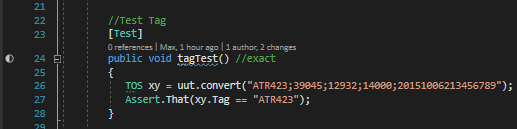 21
22 //Test Tag
23 [Test]
0 references | Max, 1 hour ago | 1 author, 2 changes
24 public void tagTest() //exact
25 {
26 TOS xy = uut.convert("ATR423;39045;12932;14000;20151006213456789");
27 Assert.That(xy.Tag == "ATR423");
28 }